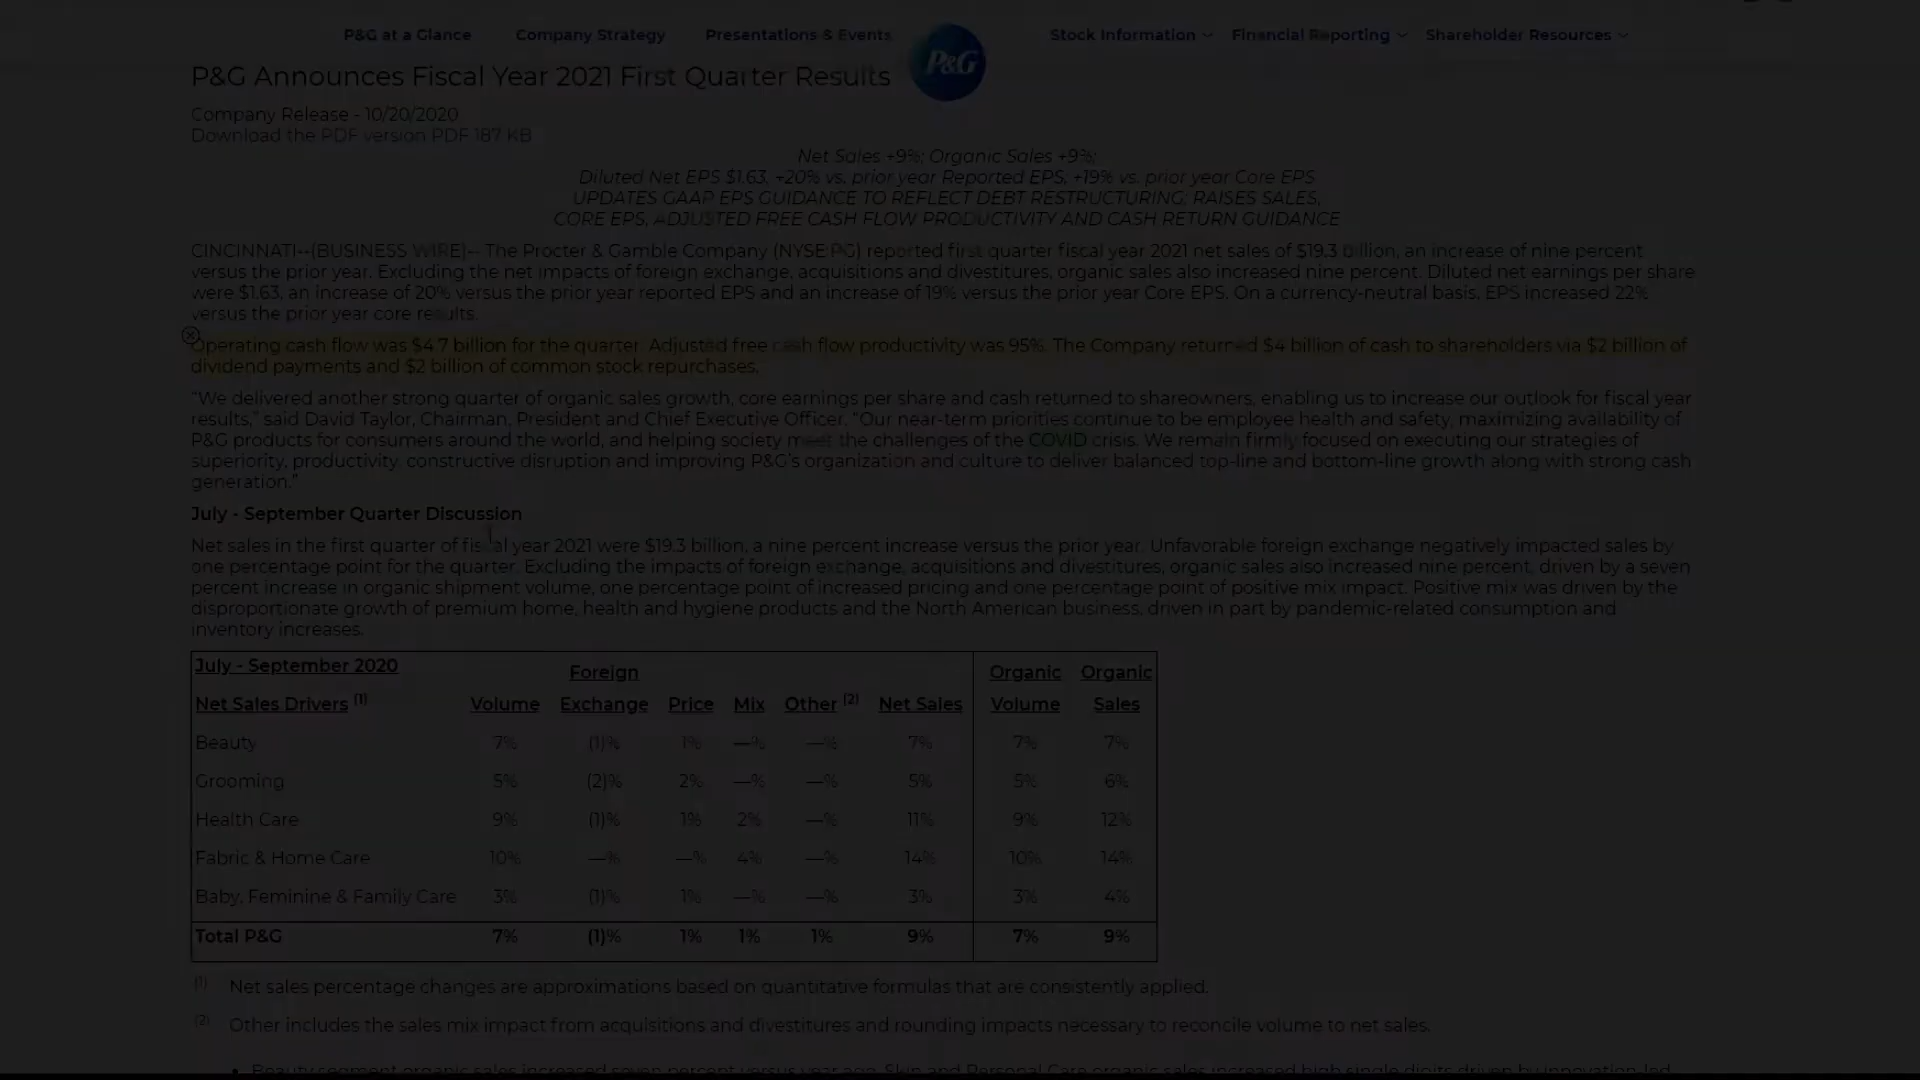 P&G at a Glance Company Strategy Presentations & Events P&G Stock Information Financial Reporting Shareholder Resources
P&G Announces Fiscal Year 2021 First Quarter Results
Company Release - 10/20/2020
Download the PDF version PDF 187 KB
Net Sales +9%; Organic Sales +9%;
Diluted Net EPS $1.63, +20% vs. prior year Reported EPS, +19% vs. prior year Core EPS
UPDATES GAAP EPS GUIDANCE TO REFLECT DEBT RESTRUCTURING; RAISES SALES,
CORE EPS, ADJUSTED FREE CASH FLOW PRODUCTIVITY AND CASH RETURN GUIDANCE
CINCINNATI--(BUSINESS WIRE)-- The Procter & Gamble Company (NYSE:PG) reported first quarter fiscal year 2021 net sales of $19.3 billion, an increase of nine percent
versus the prior year. Excluding the net impacts of foreign exchange, acquisitions and divestitures, organic sales also increased nine percent. Diluted net earnings per share
were $1.63, an increase of 20% versus the prior year reported EPS and an increase of 19% versus the prior year Core EPS. On a currency-neutral basis, EPS increased 22%
versus the prior year core results.
Operating cash flow was $4.7 billion for the quarter. Adjusted free cash flow productivity was 95%. The Company returned $4 billion of cash to shareholders via $2 billion of
dividend payments and $2 billion of common stock repurchases.
“We delivered another strong quarter of organic sales growth, core earnings per share and cash returned to shareowners, enabling us to increase our outlook for fiscal year
results,” said David Taylor, Chairman, President and Chief Executive Officer. “Our near-term priorities continue to be employee health and safety, maximizing availability of
P&G products for consumers around the world, and helping society meet the challenges of the COVID crisis. We remain firmly focused on executing our strategies of
superiority, productivity, constructive disruption and improving P&G’s organization and culture to deliver balanced top-line and bottom-line growth along with strong cash
generation.”
July - September Quarter Discussion
Net sales in the first quarter of fiscal year 2021 were $19.3 billion, a nine percent increase versus the prior year. Unfavorable foreign exchange negatively impacted sales by
one percentage point for the quarter. Excluding the impacts of foreign exchange, acquisitions and divestitures, organic sales also increased nine percent, driven by a seven
percent increase in organic shipment volume, one percentage point of increased pricing and one percentage point of positive mix impact. Positive mix was driven by the
disproportionate growth of premium home, health and hygiene products and the North American business, driven in part by pandemic-related consumption and
inventory increases.
July - September 2020 Foreign Organic Organic
Net Sales Drivers (1) Volume Exchange Price Mix Other (2) Net Sales Volume Sales
Beauty 7% (1)% 1% —% —% 7% 7% 7%
Grooming 5% (2)% 2% —% —% 5% 5% 6%
Health Care 9% (1)% 1% 2% —% 11% 9% 12%
Fabric & Home Care 10% —% —% 4% —% 14% 10% 14%
Baby, Feminine & Family Care 3% (1)% 1% —% —% 3% 3% 4%
Total P&G 7% (1)% 1% 1% 1% 9% 7% 9%
(1) Net sales percentage changes are approximations based on quantitative formulas that are consistently applied.
(2) Other includes the sales mix impact from acquisitions and divestitures and rounding impacts necessary to reconcile volume to net sales.
• Beauty segment organic sales increased seven percent versus year ago. Skin and Personal Care organic sales increased high single digits driven by innovation-led